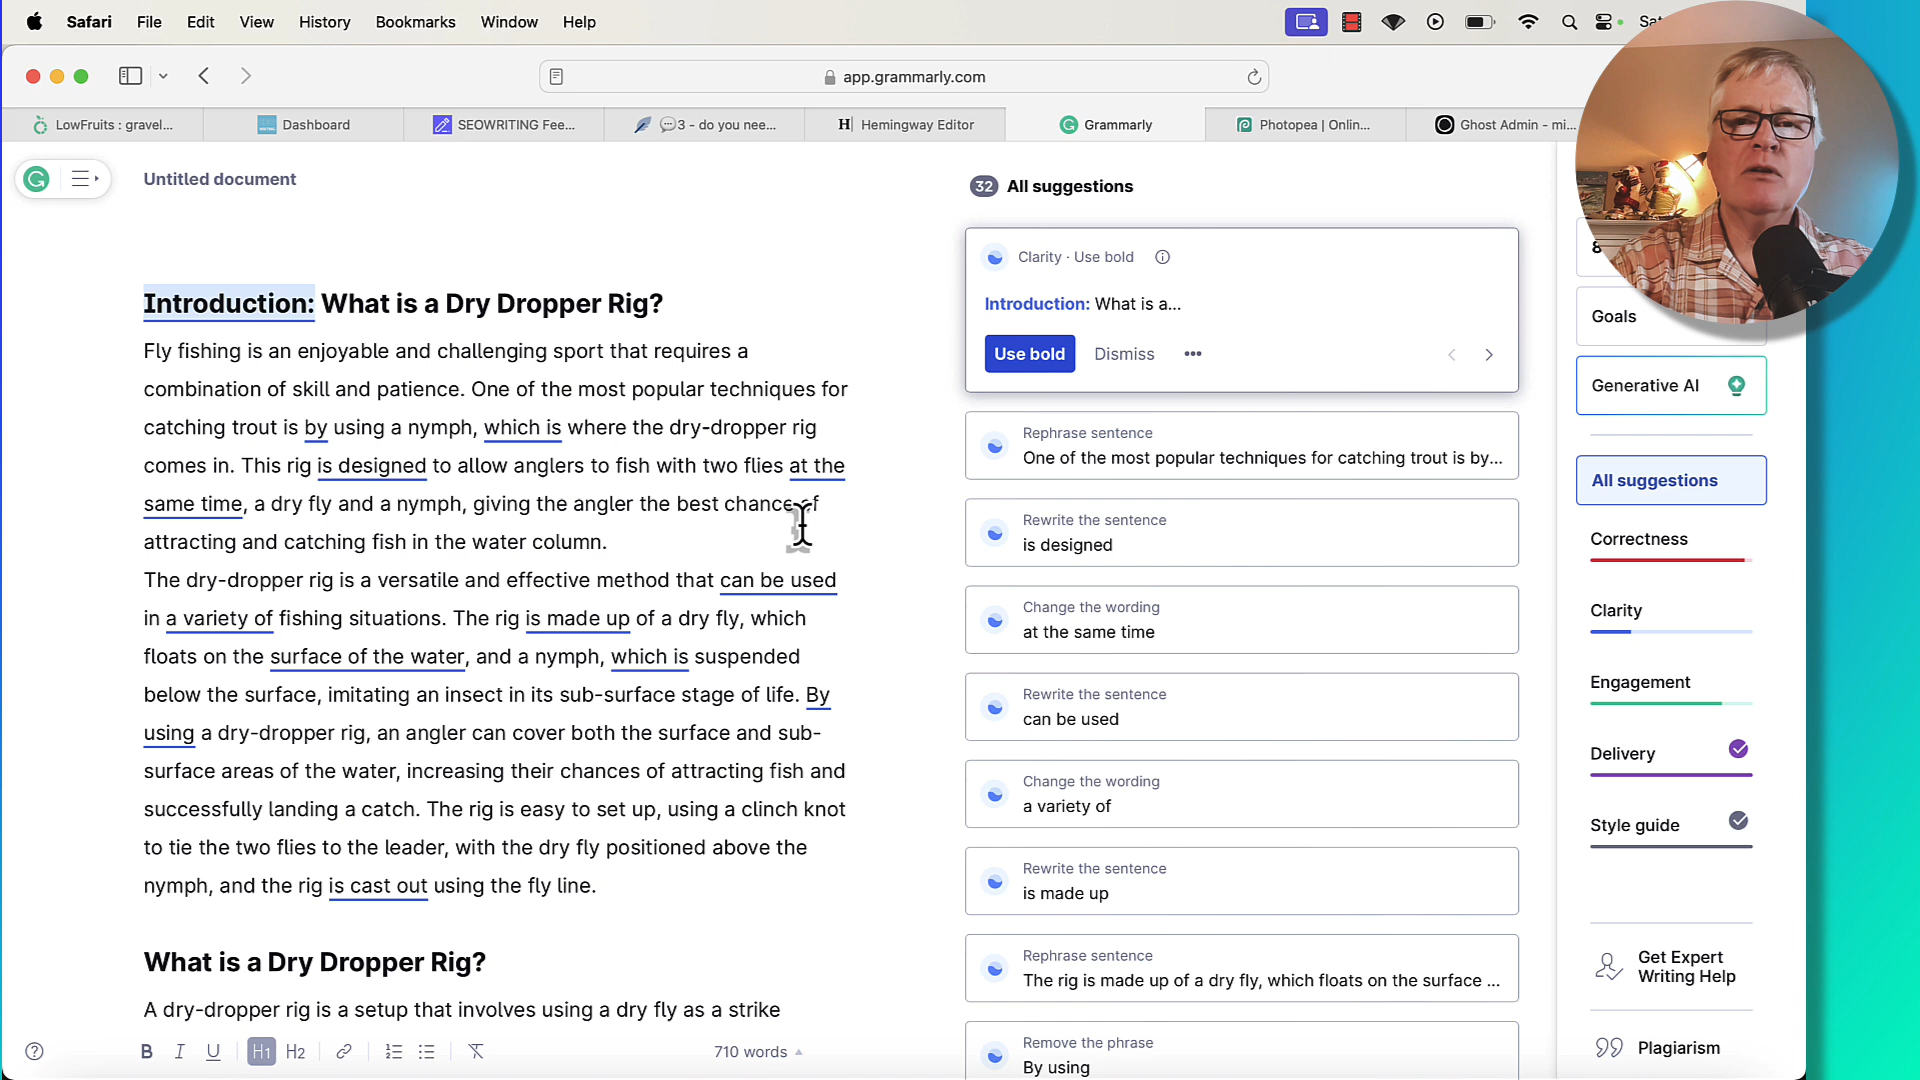 Safari File Edit View History Bookmarks Window Help
app.grammarly.com
LowFruits : gravel... Dashboard SEOWRITING Fee... 3 - do you nee... Hemingway Editor Grammarly Photopea | Onlin... Ghost Admin - mi...
Untitled document
Introduction: What is a Dry Dropper Rig?
Fly fishing is an enjoyable and challenging sport that requires a
combination of skill and patience. One of the most popular techniques for
catching trout is by using a nymph, which is where the dry-dropper rig
comes in. This rig is designed to allow anglers to fish with two flies at the
same time, a dry fly and a nymph, giving the angler the best chance of
attracting and catching fish in the water column.
The dry-dropper rig is a versatile and effective method that can be used
in a variety of fishing situations. The rig is made up of a dry fly, which
floats on the surface of the water, and a nymph, which is suspended
below the surface, imitating an insect in its sub-surface stage of life. By
using a dry-dropper rig, an angler can cover both the surface and sub-
surface areas of the water, increasing their chances of attracting fish and
successfully landing a catch. The rig is easy to set up, using a clinch knot
to tie the two flies to the leader, with the dry fly positioned above the
nymph, and the rig is cast out using the fly line.
What is a Dry Dropper Rig?
A dry-dropper rig is a setup that involves using a dry fly as a strike
B I U H1 H2
710 words
32 All suggestions
Clarity · Use bold
Introduction: What is a...
Use bold Dismiss
Rephrase sentence
One of the most popular techniques for catching trout is by...
Rewrite the sentence
is designed
Change the wording
at the same time
Rewrite the sentence
can be used
Change the wording
a variety of
Rewrite the sentence
is made up
Rephrase sentence
The rig is made up of a dry fly, which floats on the surface ...
Remove the phrase
By using
Goals
Generative AI
All suggestions
Correctness
Clarity
Engagement
Delivery
Style guide
Get Expert
Writing Help
Plagiarism